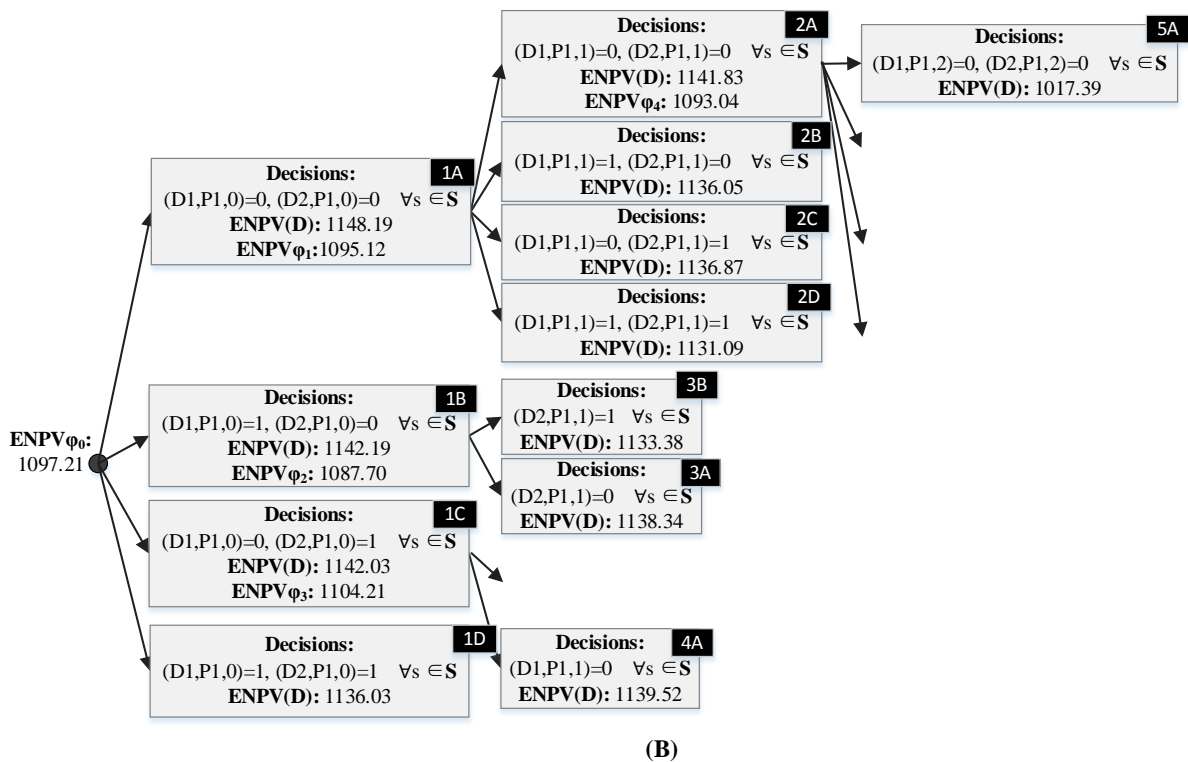 ENPVφ₀:
1097.21
1A
Decisions:
(D1,P1,0)=0, (D2,P1,0)=0 ∀s ∈S
ENPV(D): 1148.19
ENPVφ₁:1095.12
1B
Decisions:
(D1,P1,0)=1, (D2,P1,0)=0 ∀s ∈S
ENPV(D): 1142.19
ENPVφ₂: 1087.70
1C
Decisions:
(D1,P1,0)=0, (D2,P1,0)=1 ∀s ∈S
ENPV(D): 1142.03
ENPVφ₃: 1104.21
1D
Decisions:
(D1,P1,0)=1, (D2,P1,0)=1 ∀s ∈S
ENPV(D): 1136.03
2A
Decisions:
(D1,P1,1)=0, (D2,P1,1)=0 ∀s ∈S
ENPV(D): 1141.83
ENPVφ₄: 1093.04
2B
Decisions:
(D1,P1,1)=1, (D2,P1,1)=0 ∀s ∈S
ENPV(D): 1136.05
2C
Decisions:
(D1,P1,1)=0, (D2,P1,1)=1 ∀s ∈S
ENPV(D): 1136.87
2D
Decisions:
(D1,P1,1)=1, (D2,P1,1)=1 ∀s ∈S
ENPV(D): 1131.09
3B
Decisions:
(D2,P1,1)=1 ∀s ∈S
ENPV(D): 1133.38
3A
Decisions:
(D2,P1,1)=0 ∀s ∈S
ENPV(D): 1138.34
4A
Decisions:
(D1,P1,1)=0 ∀s ∈S
ENPV(D): 1139.52
5A
Decisions:
(D1,P1,2)=0, (D2,P1,2)=0 ∀s ∈S
ENPV(D): 1017.39
(B)